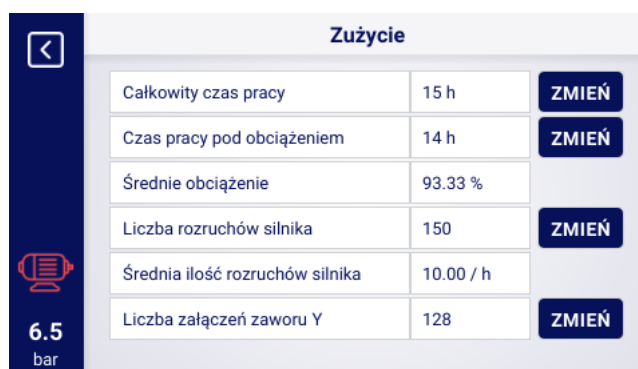 Zużycie
Całkowity czas pracy 15 h ZMIEŃ
Czas pracy pod obciążeniem 14 h ZMIEŃ
Średnie obciążenie 93.33 %
Liczba rozruchów silnika 150 ZMIEŃ
Średnia ilość rozruchów silnika 10.00 / h
Liczba załączeń zaworu Y 128 ZMIEŃ
6.5
bar